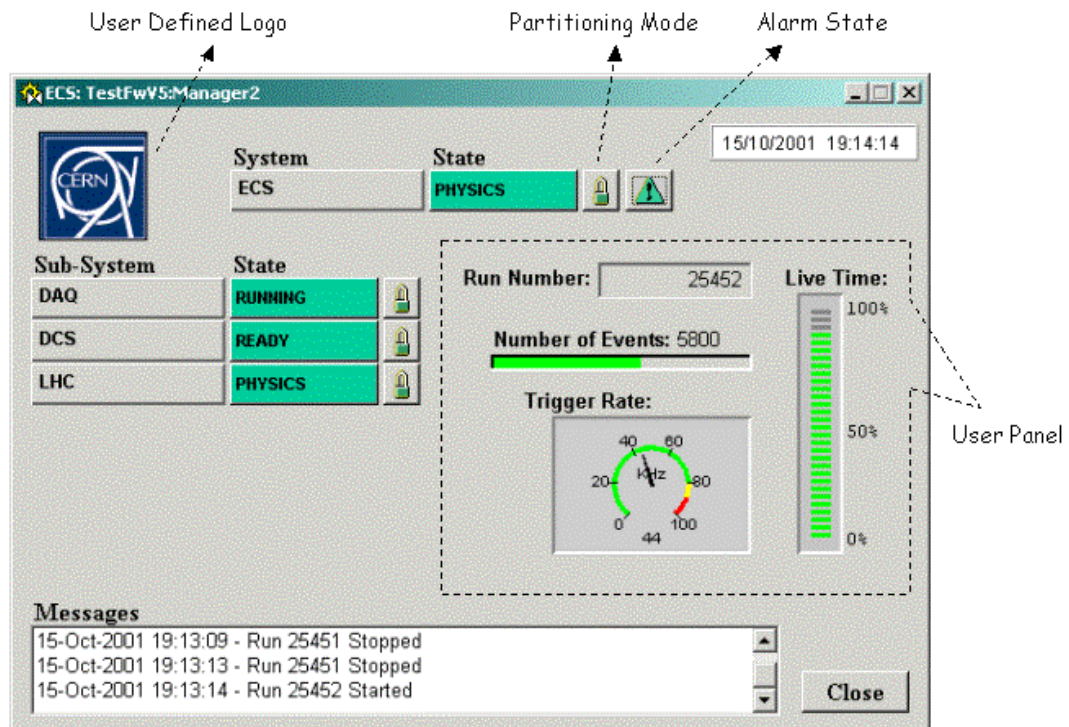 User Defined Logo
Partitioning Mode
Alarm State
ECS: TestFwV5:Manager2
15/10/2001 19:14:14
CERN
System
State
ECS
PHYSICS
Sub-System
State
DAQ
RUNNING
DCS
READY
LHC
PHYSICS
Run Number:
25452
Live Time:
100%
50%
0%
Number of Events: 5800
Trigger Rate:
40
60
KHz
20
80
0
100
44
User Panel
Messages
15-Oct-2001 19:13:09 - Run 25451 Stopped
15-Oct-2001 19:13:13 - Run 25451 Stopped
15-Oct-2001 19:13:14 - Run 25452 Started
Close